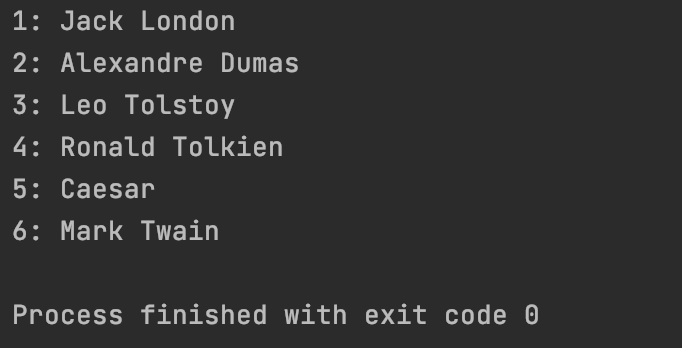 1: Jack London
2: Alexandre Dumas
3: Leo Tolstoy
4: Ronald Tolkien
5: Caesar
6: Mark Twain
Process finished with exit code 0